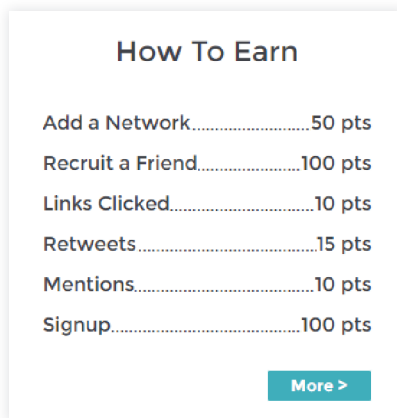 How To Earn
Add a Network..............................50 pts
Recruit a Friend..........................100 pts
Links Clicked....................................10 pts
Retweets.............................................15 pts
Mentions.............................................10 pts
Signup................................................100 pts
More >